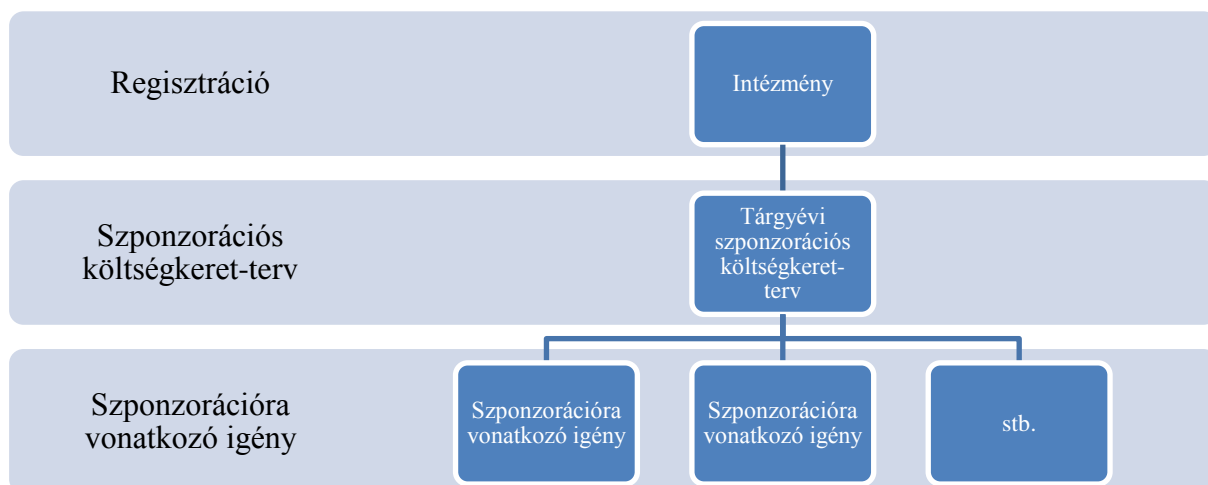 Regisztráció
Intézmény
Szponzorációs
költségkeret-terv
Tárgyévi
szponzorációs
költségkeret-
terv
Szponzorációra
vonatkozó igény
Szponzorációra
vonatkozó igény
Szponzorációra
vonatkozó igény
stb.